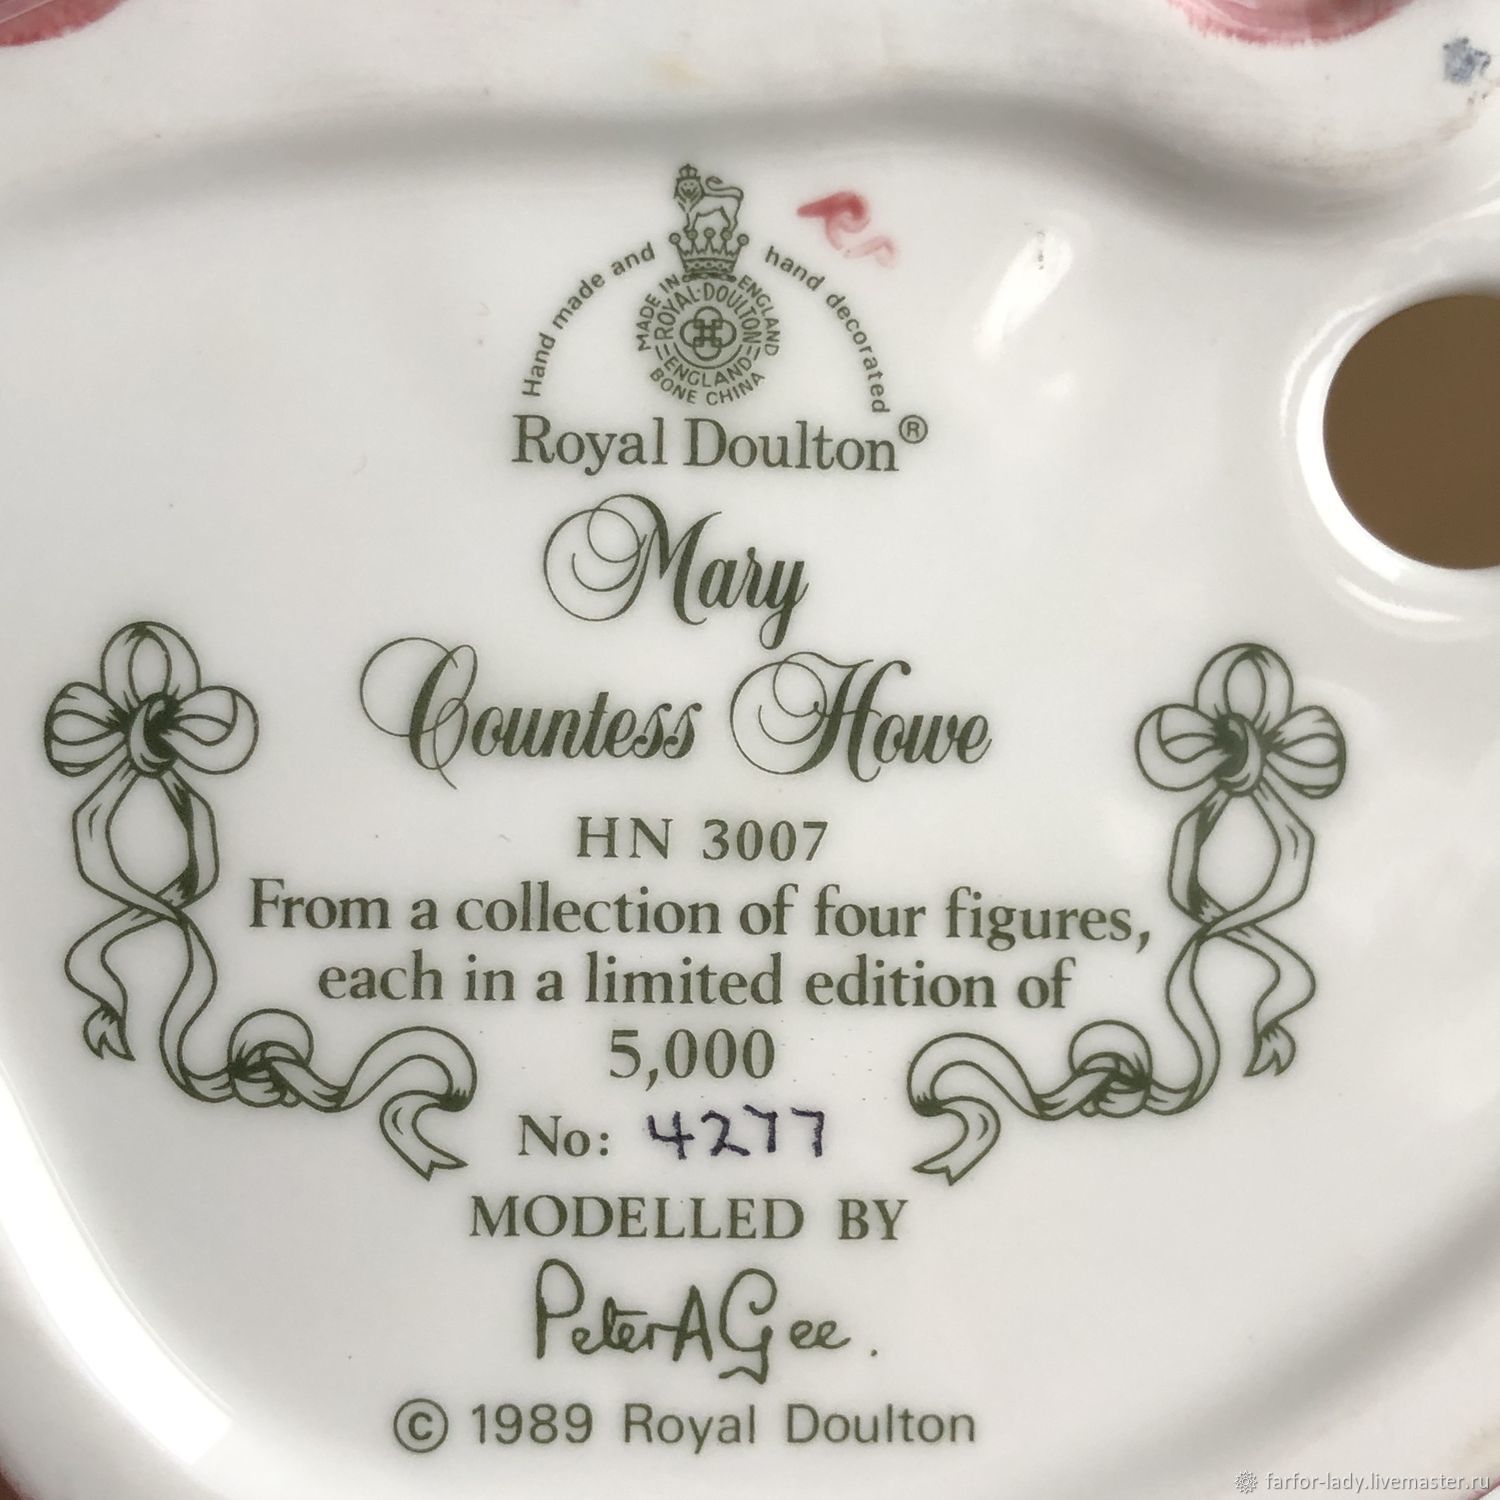 Hand made and hand decorated
MADE IN ENGLAND
ROYAL·DOULTON
ENGLAND
BONE CHINA
Royal Doulton®
Mary
Countess Howe
HN 3007
From a collection of four figures,
each in a limited edition of
5,000
No: 4277
MODELLED BY
Peter A Gee.
© 1989 Royal Doulton
farfor-lady.livemaster.ru